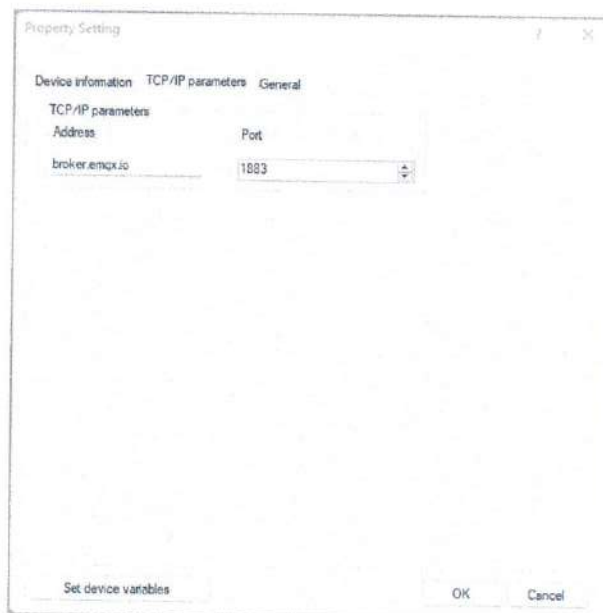 Property Setting
Device information TCP/IP parameters General
TCP/IP parameters
Address Port
broker.emqx.io 1883
Set device variables OK Cancel